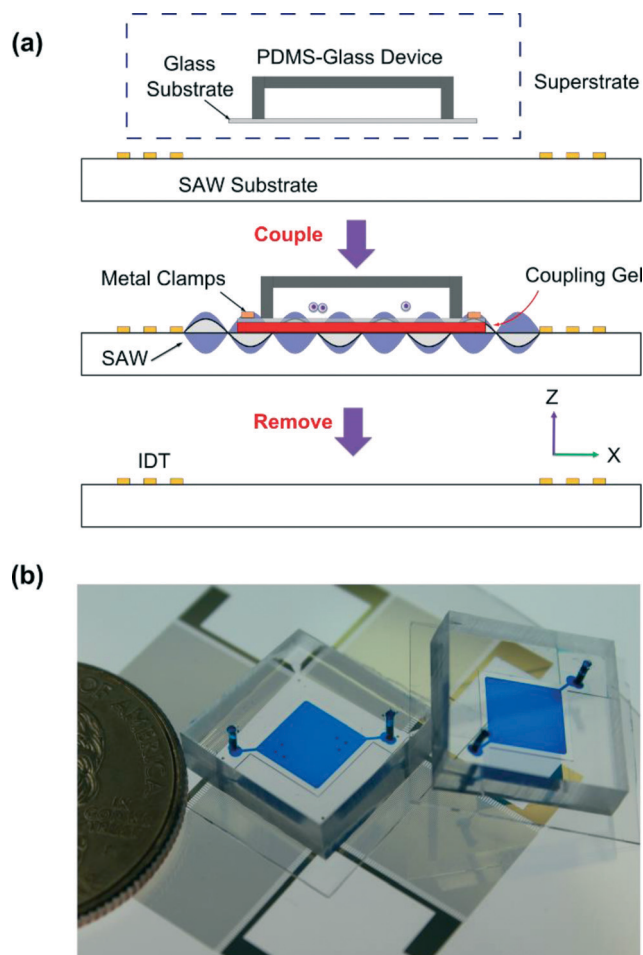 (a)
PDMS-Glass Device
Glass
Substrate
Superstrate
SAW Substrate
Couple
Metal Clamps
Coupling Gel
SAW
Remove
Z
X
IDT
(b)
OF AMERICA